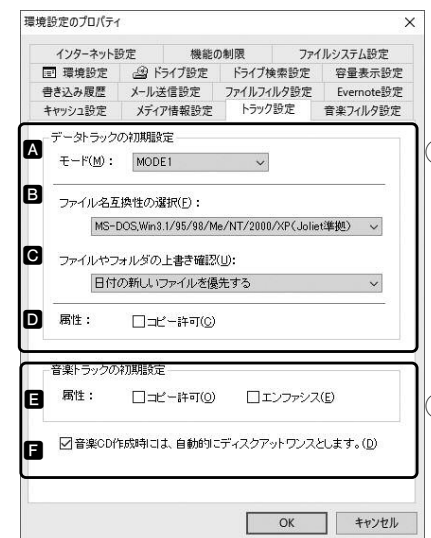 環境設定のプロパティ ×
インターネット設定 機能の制限 ファイルシステム設定
環境設定 ドライブ設定 ドライブ検索設定 容量表示設定
書き込み履歴 メール送信設定 ファイルフィルタ設定 Evernote設定
キャッシュ設定 メディア情報設定 トラック設定 音楽フィルタ設定
データトラックの初期設定
A モード(M): MODE1
B ファイル名互換性の選択(F):
MS-DOS,Win3.1/95/98/Me/NT/2000/XP(Joliet準拠)
C ファイルやフォルダの上書き確認(U):
日付の新しいファイルを優先する
D 属性: コピー許可(C)
音楽トラックの初期設定
E 属性: コピー許可(O) エンファシス(E)
F 音楽CD作成時には、自動的にディスクアットワンスとします。(D)
OK キャンセル